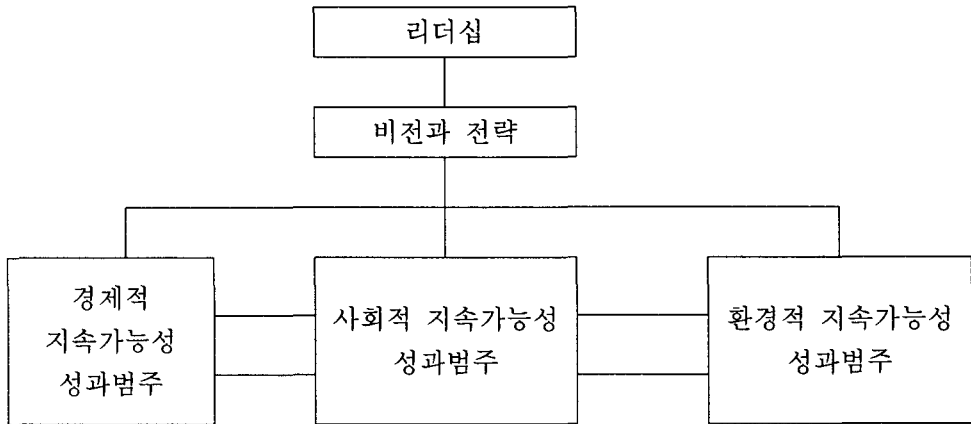 리더십
비전과 전략
경제적
지속가능성
성과범주
사회적 지속가능성
성과범주
환경적 지속가능성
성과범주